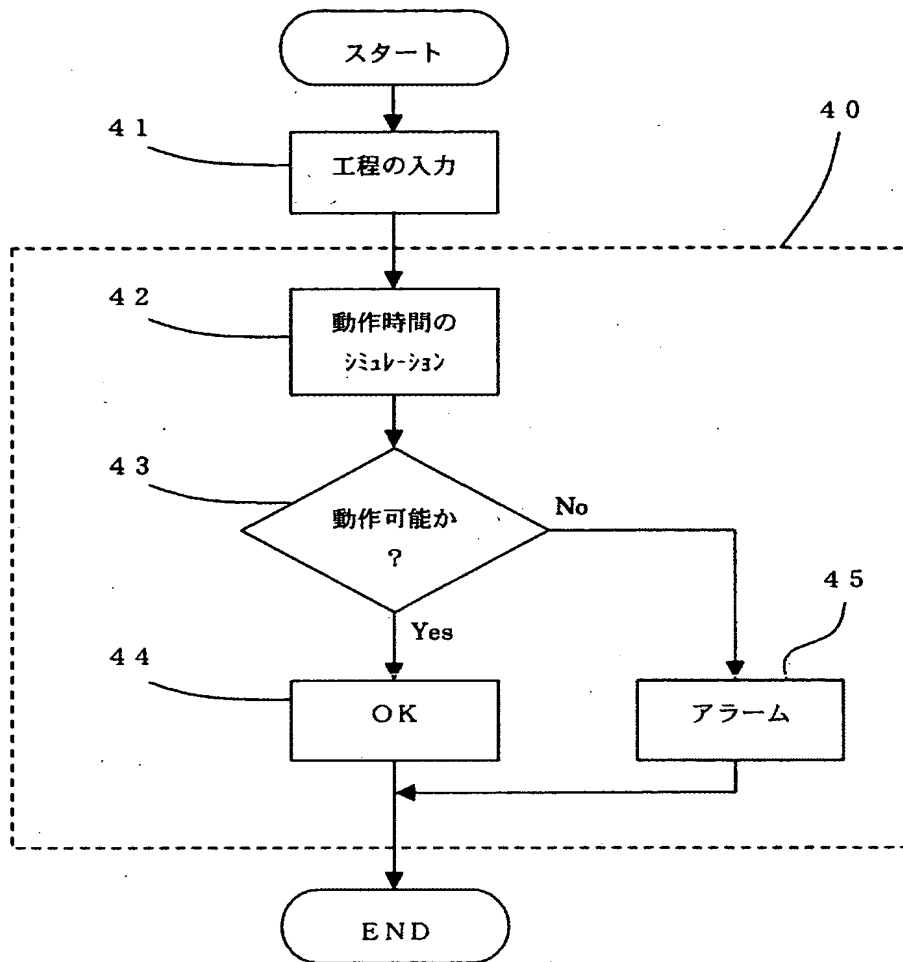 スタート
４１
４０
工程の入力
４２
動作時間の
ｼﾐｭﾚｰｼｮﾝ
４３
動作可能か
？
No
４５
Yes
４４
ＯＫ
アラーム
ＥＮＤ